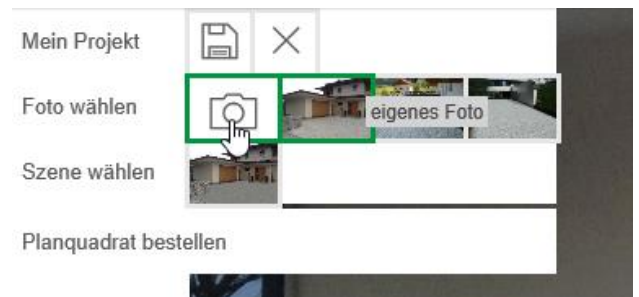 Mein Projekt
Foto wählen
eigenes Foto
Szene wählen
Planquadrat bestellen